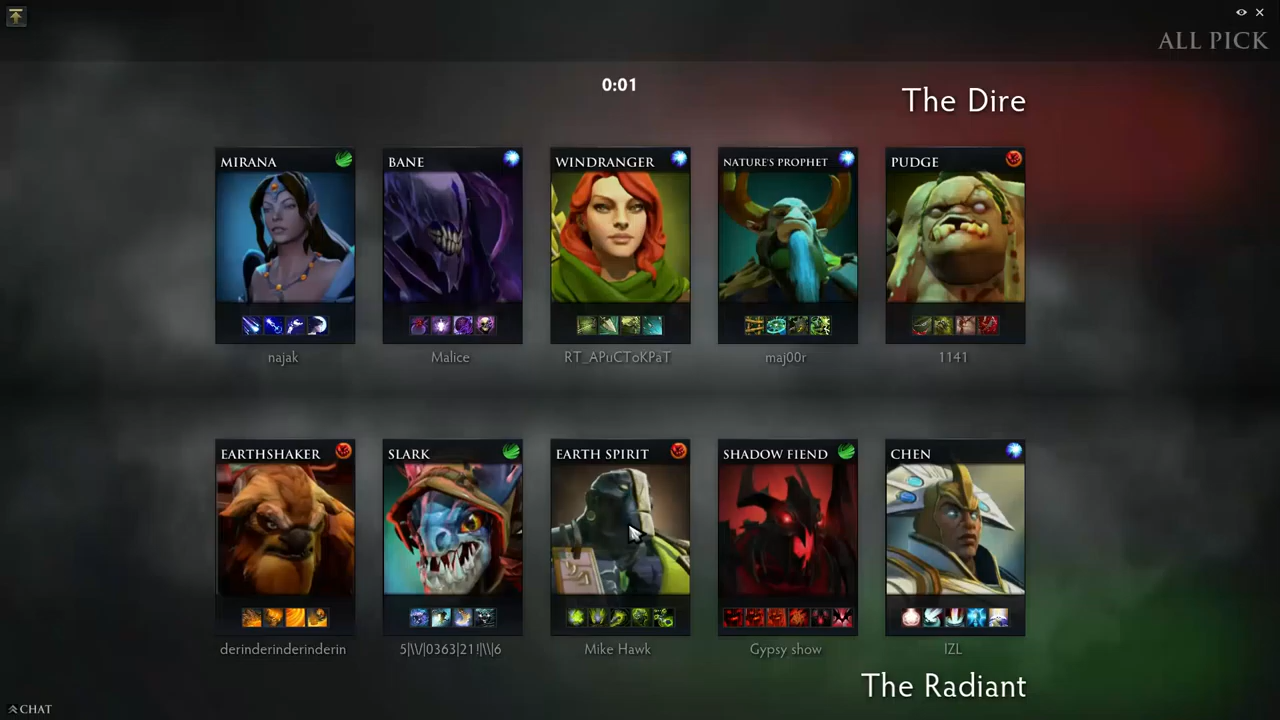 ALL PICK
0:01
The Dire
MIRANA
BANE
WINDRANGER
NATURE'S PROPHET
PUDGE
najak
Malice
RT_APuCToKPaT
maj00r
1141
EARTHSHAKER
SLARK
EARTH SPIRIT
SHADOW FIEND
CHEN
derinderinderinderin
5|\\/|0363|21!|\\|6
Mike Hawk
Gypsy show
IZL
The Radiant
CHAT